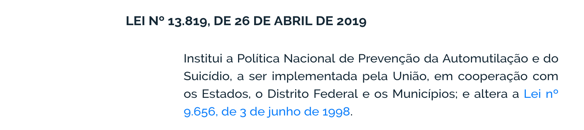 LEI Nº 13.819, DE 26 DE ABRIL DE 2019
Institui a Política Nacional de Prevenção da Automutilação e do
Suicídio, a ser implementada pela União, em cooperação com
os Estados, o Distrito Federal e os Municípios; e altera a Lei nº
9.656, de 3 de junho de 1998.